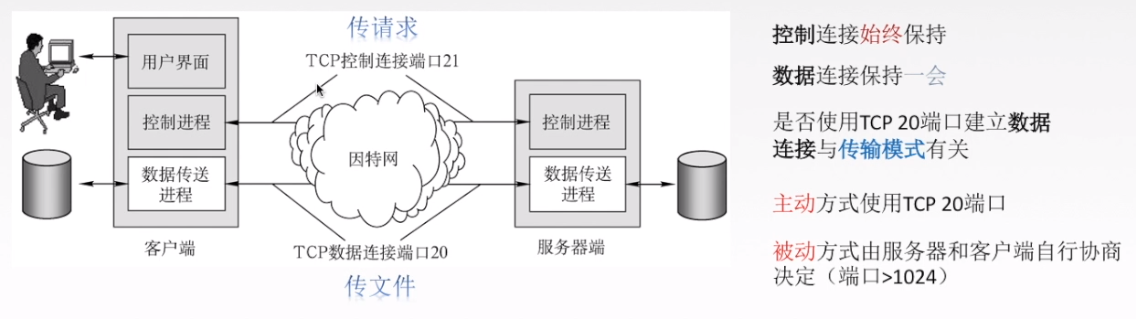 传请求
TCP控制连接端口21
用户界面
控制进程
数据传送
进程
因特网
控制进程
数据传送
进程
客户端
TCP数据连接端口20
服务器端
传文件
控制连接始终保持
数据连接保持一会
是否使用TCP 20端口建立数据
连接与传输模式有关
主动方式使用TCP 20端口
被动方式由服务器和客户端自行协商
决定（端口>1024）